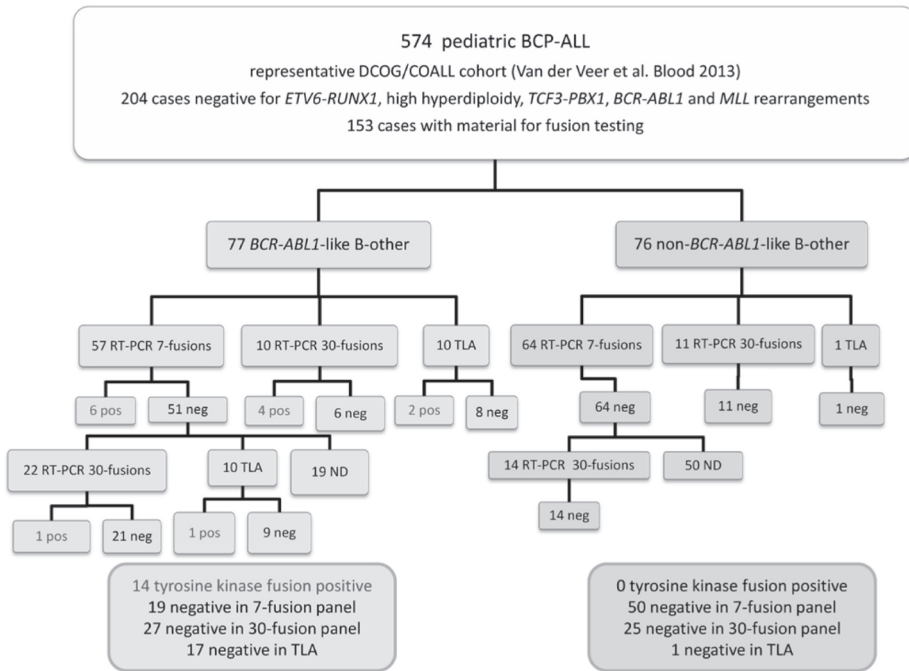 574 pediatric BCP-ALL
representative DCOG/COALL cohort (Van der Veer et al. Blood 2013)
204 cases negative for ETV6-RUNX1, high hyperdiploidy, TCF3-PBX1, BCR-ABL1 and MLL rearrangements
153 cases with material for fusion testing
77 BCR-ABL1-like B-other
76 non-BCR-ABL1-like B-other
57 RT-PCR 7-fusions
10 RT-PCR 30-fusions
10 TLA
64 RT-PCR 7-fusions
11 RT-PCR 30-fusions
1 TLA
6 pos
51 neg
4 pos
6 neg
2 pos
8 neg
64 neg
11 neg
1 neg
22 RT-PCR 30-fusions
10 TLA
19 ND
14 RT-PCR 30-fusions
50 ND
1 pos
21 neg
1 pos
9 neg
14 neg
14 tyrosine kinase fusion positive
19 negative in 7-fusion panel
27 negative in 30-fusion panel
17 negative in TLA
0 tyrosine kinase fusion positive
50 negative in 7-fusion panel
25 negative in 30-fusion panel
1 negative in TLA